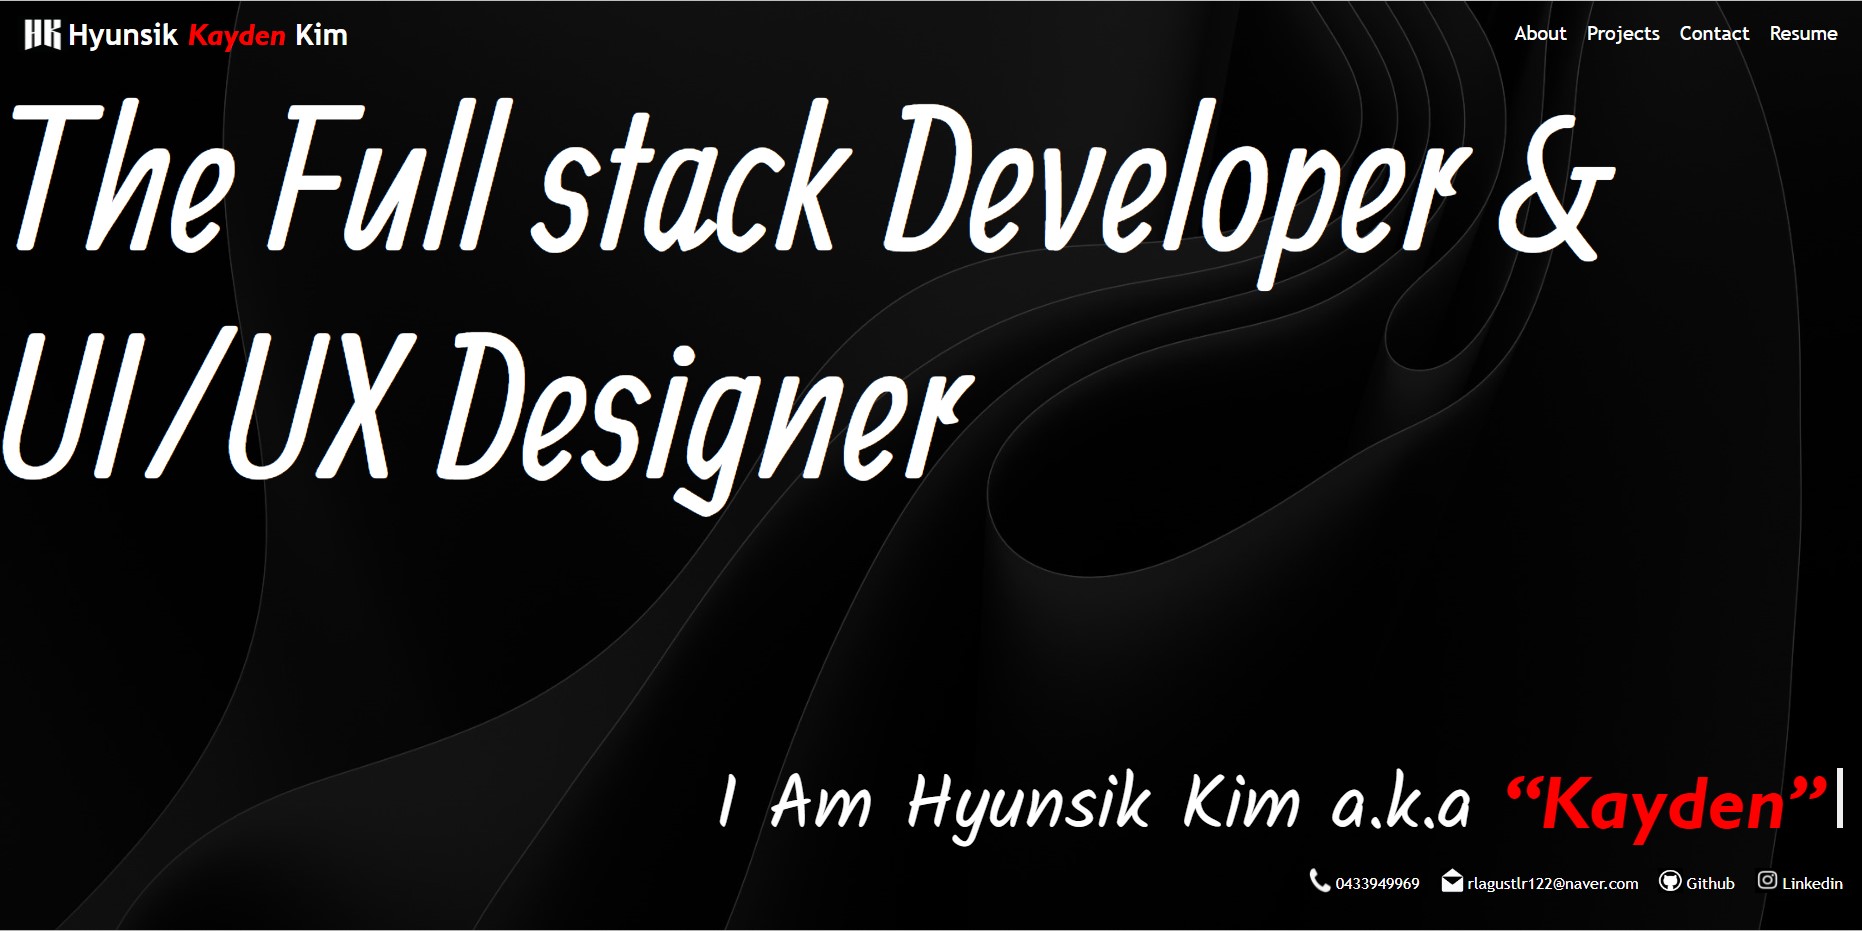 HK Hyunsik Kayden Kim
About Projects Contact Resume
The Full stack Developer &
UI/UX Designer
I Am Hyunsik Kim a.k.a “Kayden”
0433949969 rlagustlr122@naver.com Github Linkedin